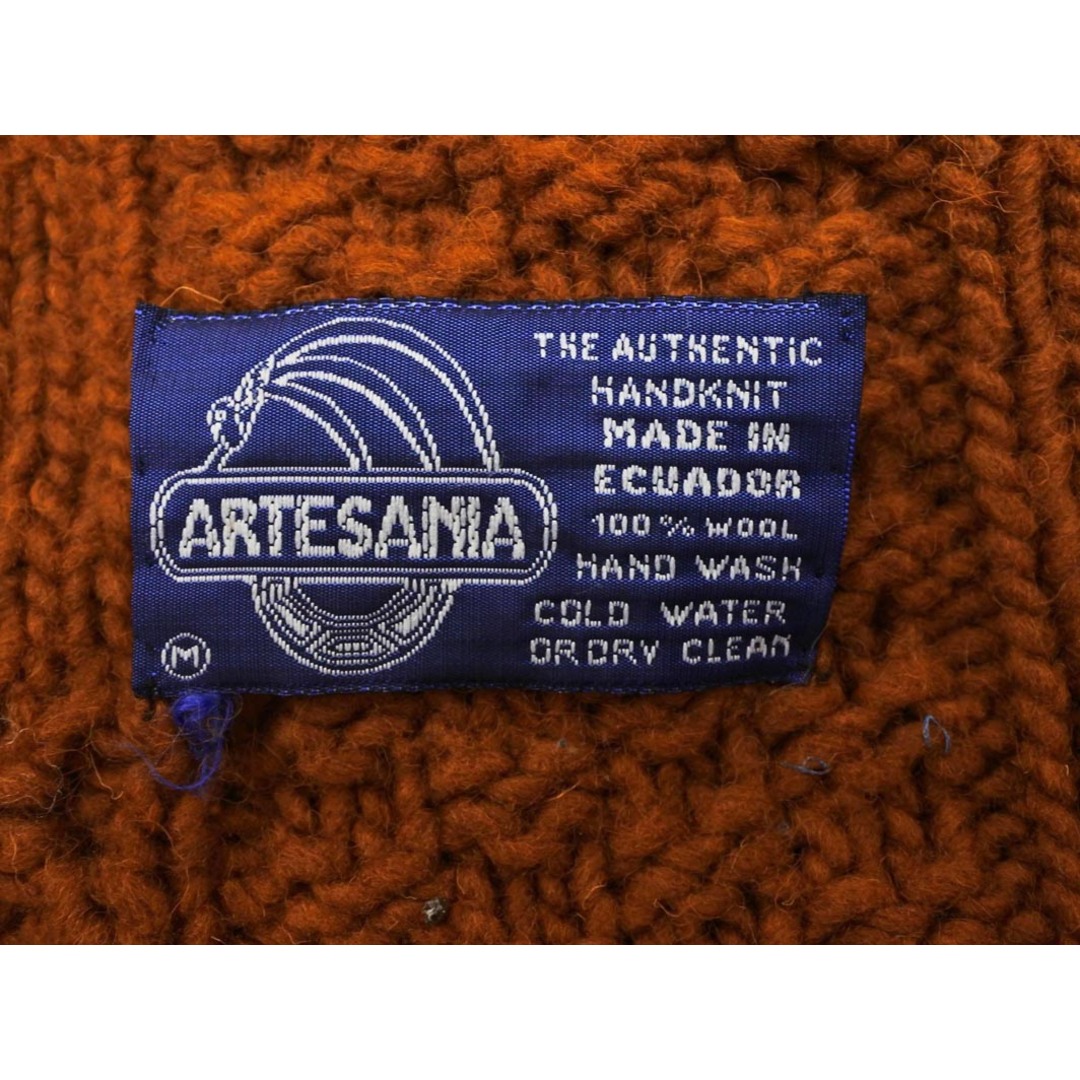 ARTESANIA
M
THE AUTHENTIC
HANDKNIT
MADE IN
ECUADOR
100% WOOL
HAND WASH
COLD WATER
OR DRY CLEAN